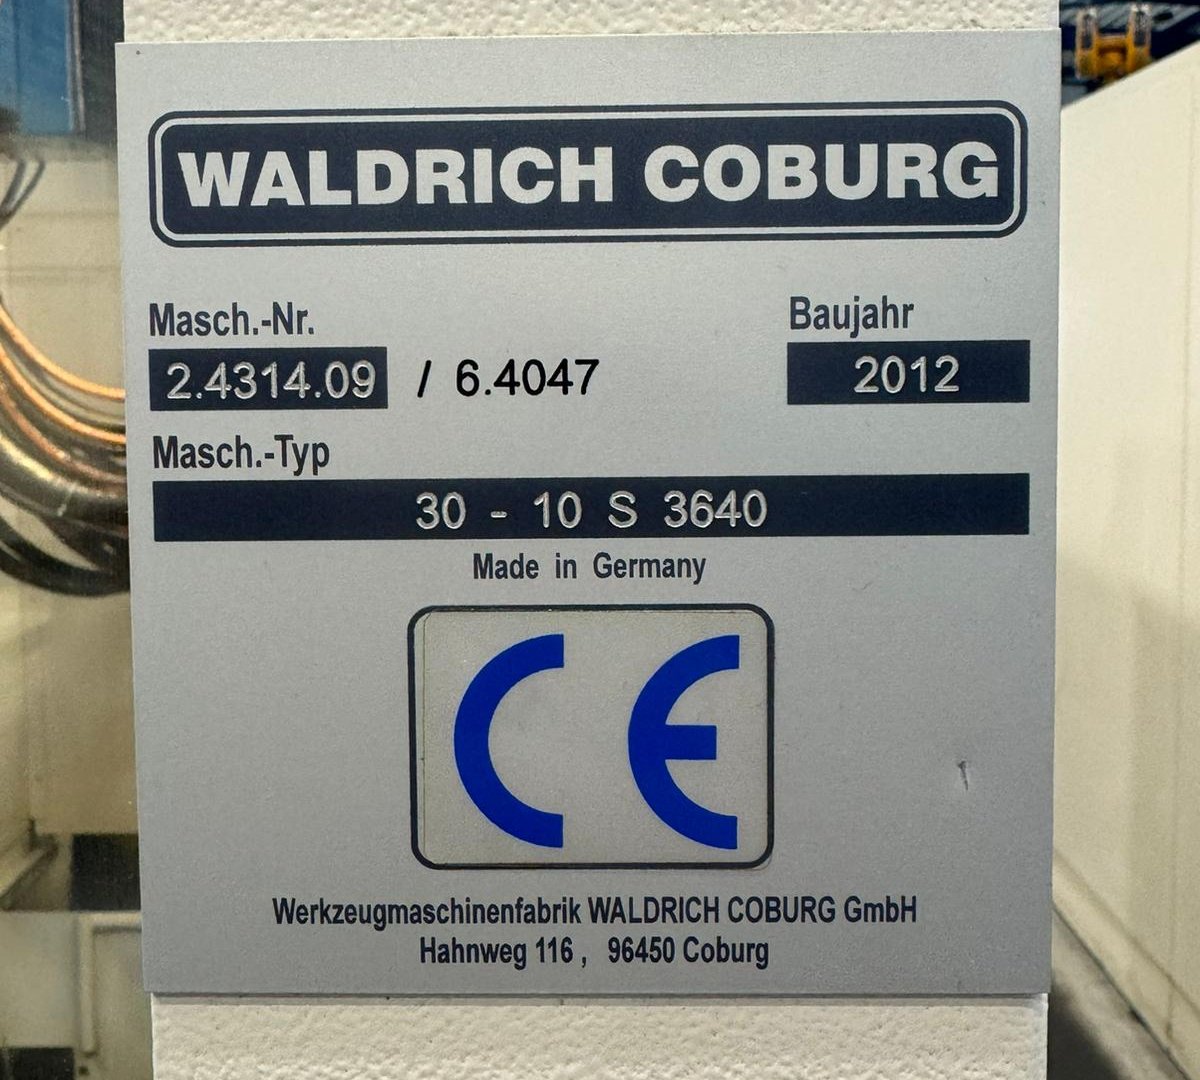 WALDRICH COBURG
Masch.-Nr. Baujahr
2.4314.09 / 6.4047 2012
Masch.-Typ
30 - 10 S 3640
Made in Germany
CE
Werkzeugmaschinenfabrik WALDRICH COBURG GmbH
Hahnweg 116 , 96450 Coburg